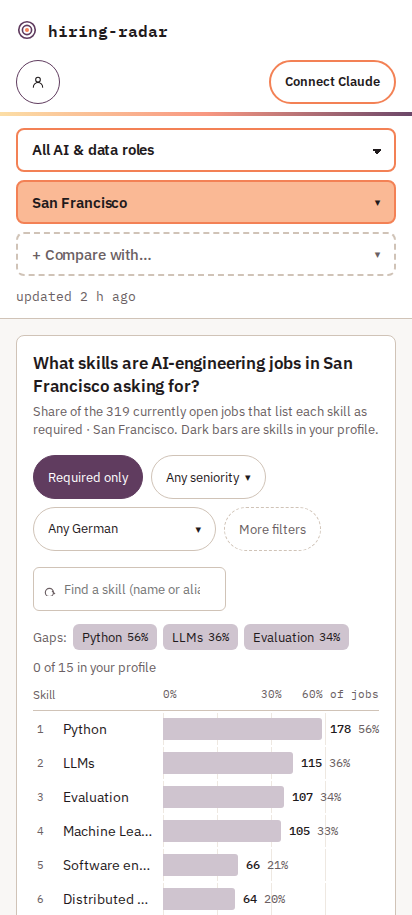 hiring-radar
Connect Claude
All AI & data roles
San Francisco
+ Compare with...
updated 2 h ago
What skills are AI-engineering jobs in San
Francisco asking for?
Share of the 319 currently open jobs that list each skill as
required · San Francisco. Dark bars are skills in your profile.
Required only
Any seniority
Any German
More filters
Find a skill (name or alia
Gaps: Python 56% LLMs 36% Evaluation 34%
0 of 15 in your profile
Skill 0% 30% 60% of jobs
1 Python 178 56%
2 LLMs 115 36%
3 Evaluation 107 34%
4 Machine Lea... 105 33%
5 Software en... 66 21%
6 Distributed ... 64 20%